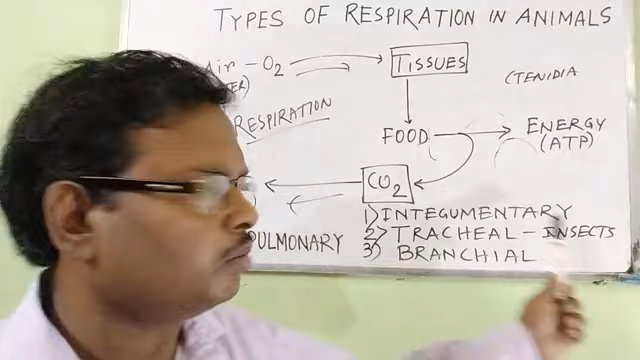 TYPES OF RESPIRATION IN ANIMALS
Air - O2
TISSUES
(TENIDIA
RESPIRATION
FOOD
ENERGY
(ATP)
CO2
1) INTEGUMENTARY
PULMONARY
2) TRACHEAL - INSECTS
3) BRANCHIAL